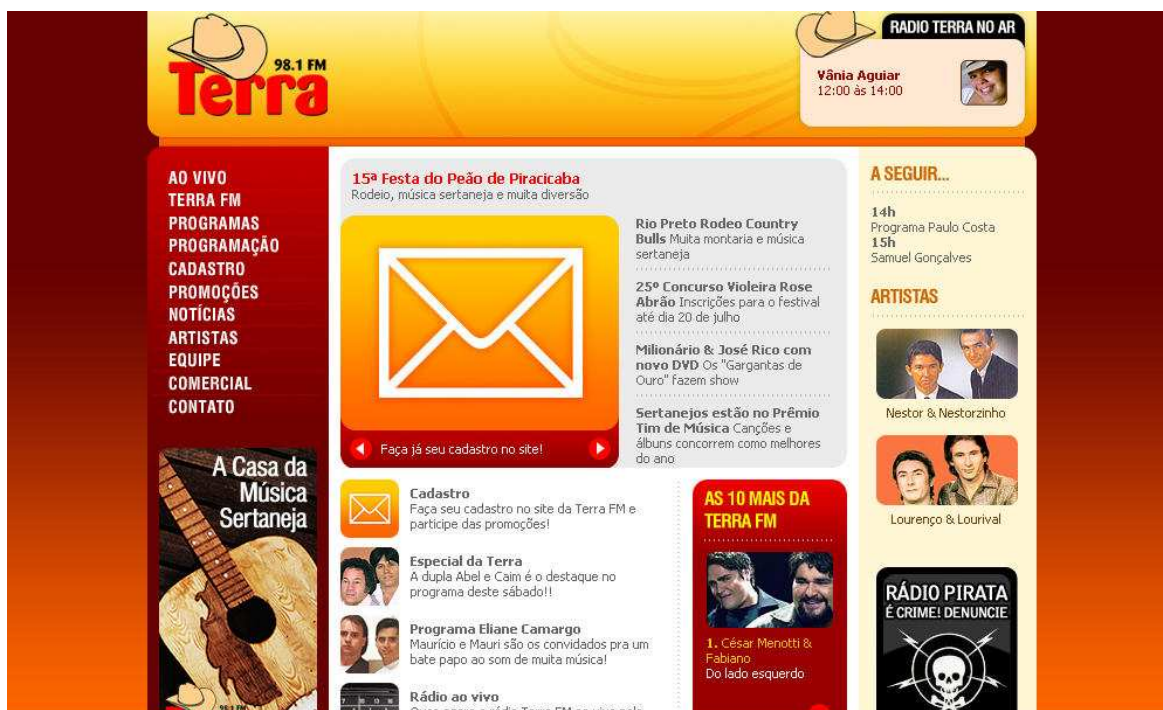 98.1 FM
Terra
RADIO TERRA NO AR
Vânia Aguiar
12:00 às 14:00
AO VIVO
TERRA FM
PROGRAMAS
PROGRAMAÇÃO
CADASTRO
PROMOÇÕES
NOTÍCIAS
ARTISTAS
EQUIPE
COMERCIAL
CONTATO
A Casa da
Música
Sertaneja
98.1 FM
15ª Festa do Peão de Piracicaba
Rodeio, música sertaneja e muita diversão
Faça já seu cadastro no site!
Rio Preto Rodeo Country
Bulls Muita montaria e música
sertaneja
25º Concurso Violeira Rose
Abrão Inscrições para o festival
até dia 20 de julho
Milionário & José Rico com
novo DVD Os "Gargantas de
Ouro" fazem show
Sertanejos estão no Prêmio
Tim de Música Canções e
álbuns concorrem como melhores
do ano
Cadastro
Faça seu cadastro no site da Terra FM e
participe das promoções!
Especial da Terra
A dupla Abel e Caim é o destaque no
programa deste sábado!!
Programa Eliane Camargo
Maurício e Mauri são os convidados pra um
bate papo ao som de muita música!
Rádio ao vivo
AS 10 MAIS DA
TERRA FM
1. César Menotti &
Fabiano
Do lado esquerdo
A SEGUIR...
14h
Programa Paulo Costa
15h
Samuel Gonçalves
ARTISTAS
Nestor & Nestorzinho
Lourenço & Lourival
RÁDIO PIRATA
É CRIME! DENUNCIE